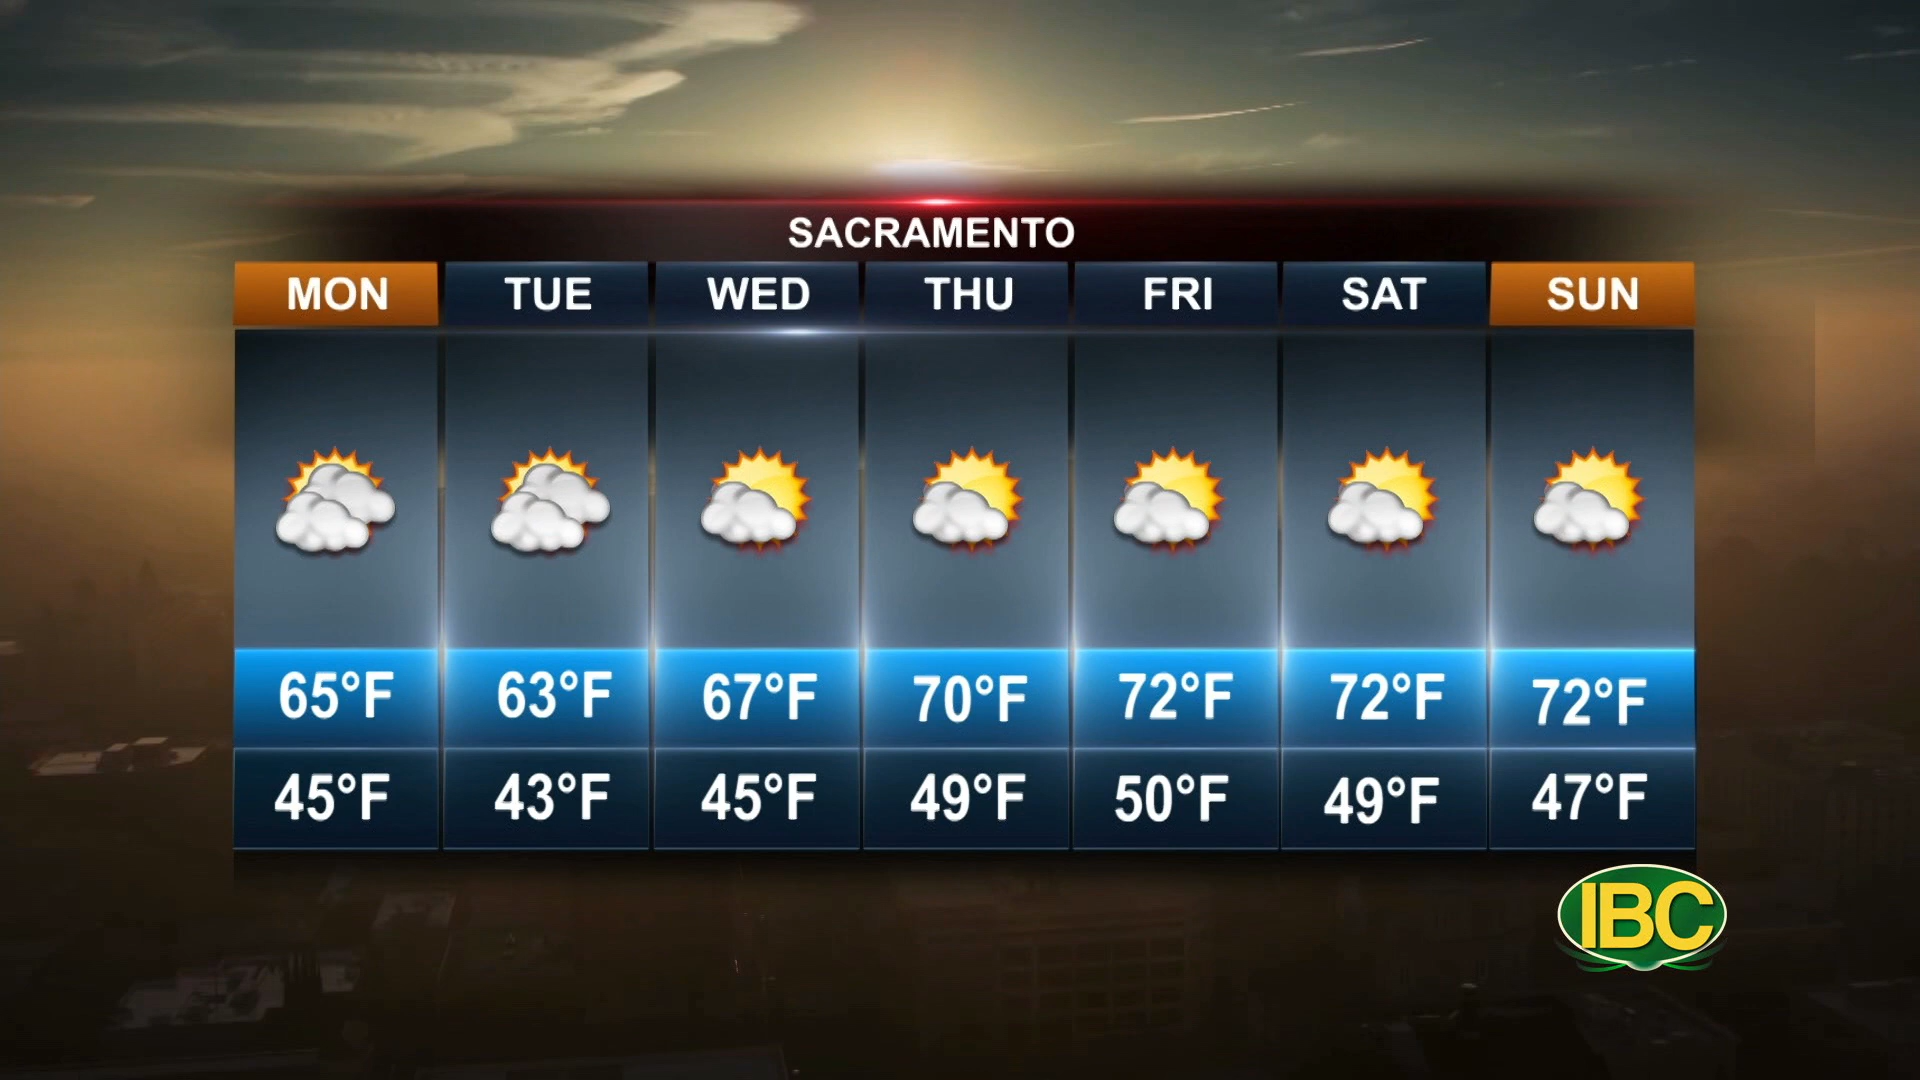 SACRAMENTO
MON TUE WED THU FRI SAT SUN
65°F 63°F 67°F 70°F 72°F 72°F 72°F
45°F 43°F 45°F 49°F 50°F 49°F 47°F
IBC